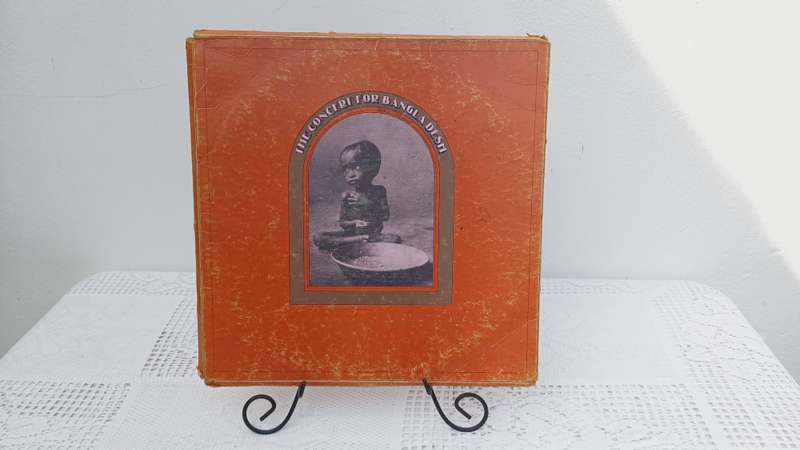 THE CONCERT FOR BANGLA DESH